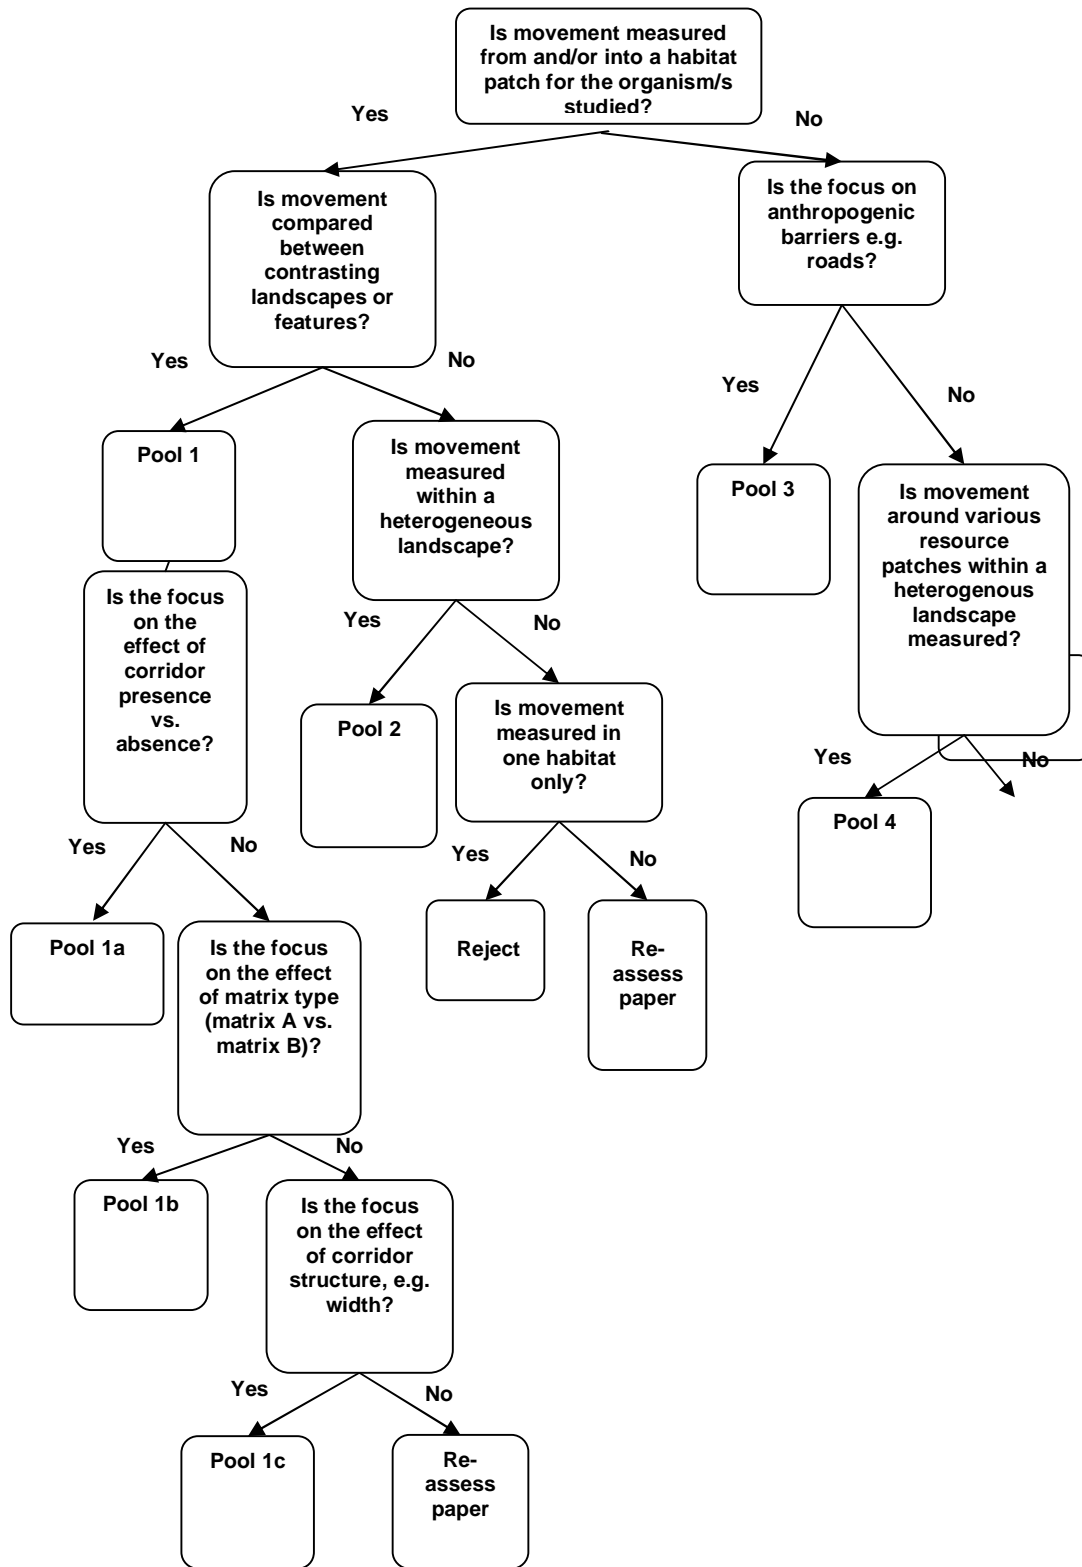 Is movement measured
from and/or into a habitat
patch for the organism/s
studied?
Yes
No
Is movement
compared
between
contrasting
landscapes or
features?
Is the focus on
anthropogenic
barriers e.g.
roads?
Yes
No
Yes
No
Pool 1
Is movement
measured
within a
heterogeneous
landscape?
Pool 3
Is movement
around various
resource
patches within a
heterogenous
landscape
measured?
Is the focus
on the
effect of
corridor
presence
vs.
absence?
Yes
No
Pool 2
Is movement
measured in
one habitat
only?
Yes
No
Pool 4
Yes
No
Yes
No
Pool 1a
Is the focus
on the effect
of matrix type
(matrix A vs.
matrix B)?
Reject
Re-
assess
paper
Yes
No
Pool 1b
Is the focus
on the effect
of corridor
structure, e.g.
width?
Yes
No
Pool 1c
Re-
assess
paper